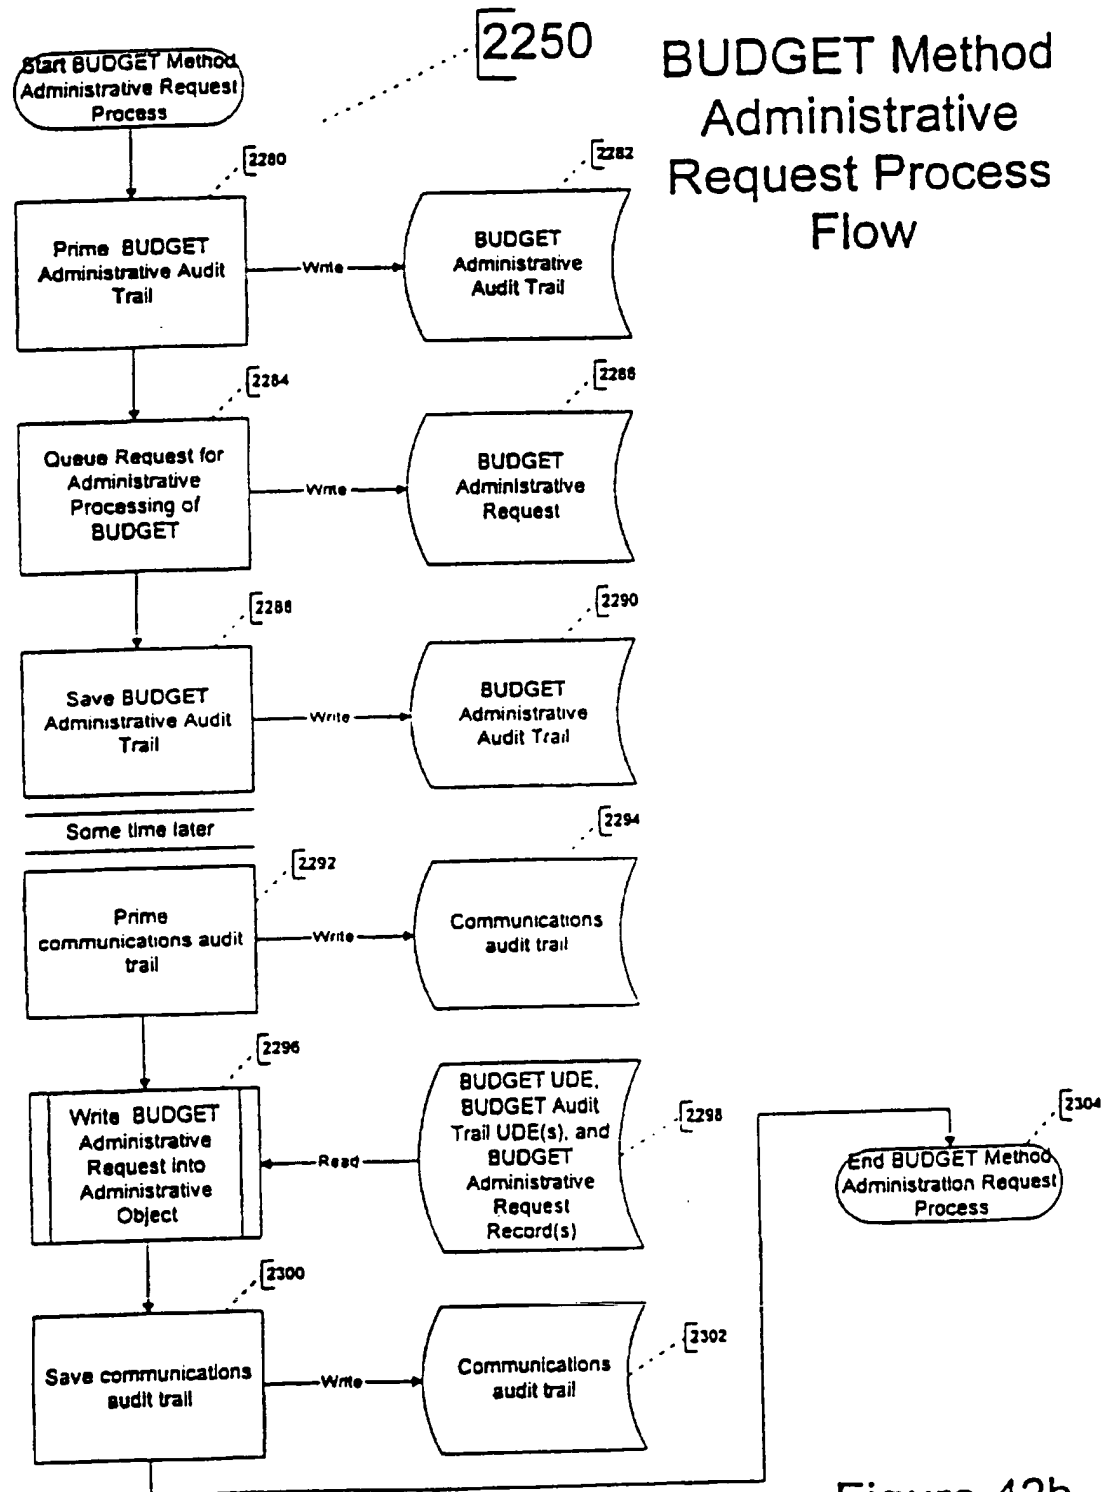 2250
BUDGET Method
Administrative
Request Process
Flow
Start BUDGET Method
Administrative Request
Process
2280
Prime BUDGET
Administrative Audit
Trail
Write
2282
BUDGET
Administrative
Audit Trail
2284
Queue Request for
Administrative
Processing of
BUDGET
Write
2286
BUDGET
Administrative
Request
2288
Save BUDGET
Administrative Audit
Trail
Write
2290
BUDGET
Administrative
Audit Trail
Some time later
2292
Prime
communications audit
trail
Write
2294
Communications
audit trail
2296
Write BUDGET
Administrative
Request into
Administrative
Object
Read
2298
BUDGET UDE,
BUDGET Audit
Trail UDE(s), and
BUDGET
Administrative
Request
Record(s)
2300
Save communications
audit trail
Write
2302
Communications
audit trail
2304
End BUDGET Method
Administration Request
Process
Figure 42b